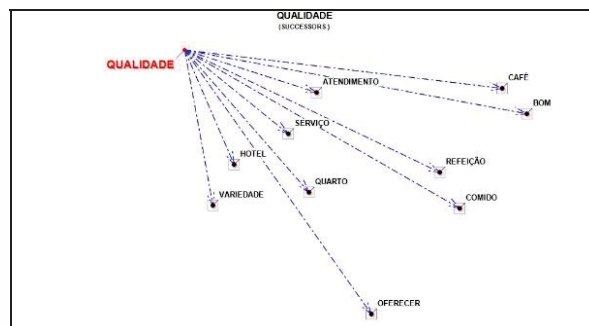 QUALIDADE
(SUCCESSORS)
QUALIDADE
CAFÉ
ATENDIMENTO
BOM
SERVIÇO
HOTEL
REFEIÇÃO
QUARTO
VARIEDADE
COMIDO
OFERECER